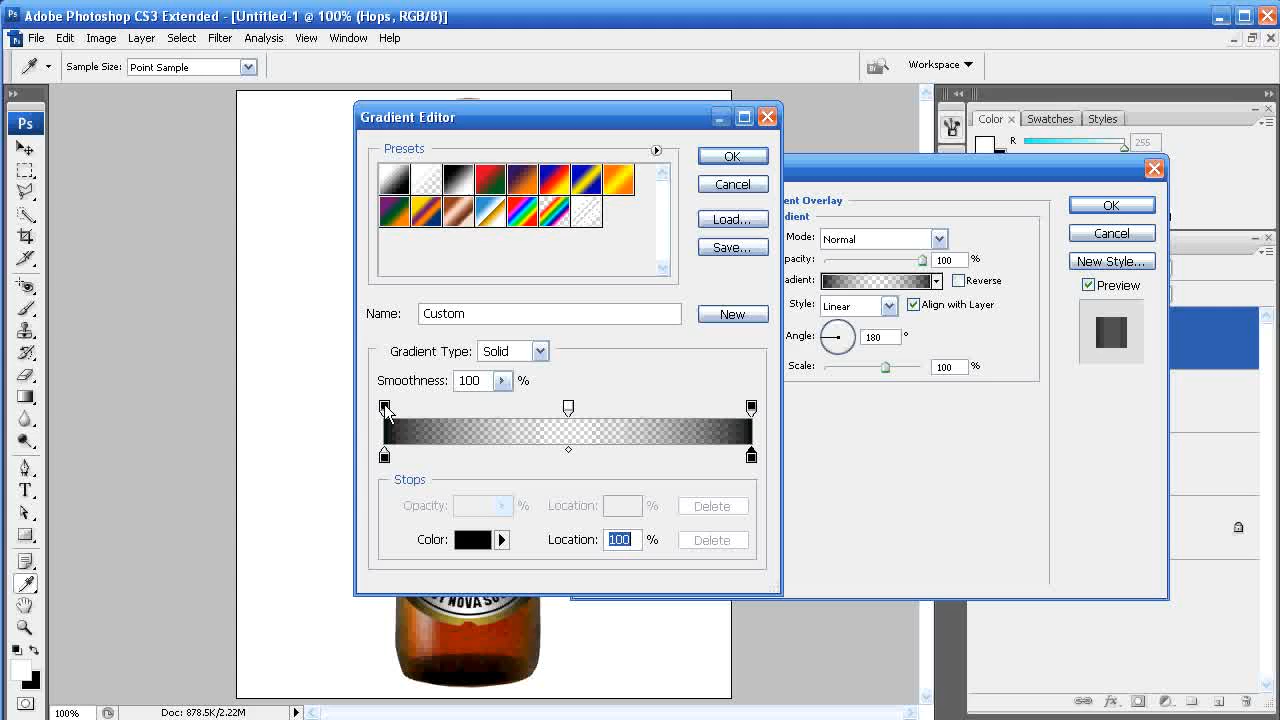 Adobe Photoshop CS3 Extended - [Untitled-1 @ 100% (Hops, RGB/8)]
File Edit Image Layer Select Filter Analysis View Window Help
Sample Size: Point Sample
Workspace
Ps
Color Swatches Styles
R 255
Gradient Editor
Presets
OK
Cancel
Load...
Save...
Name: Custom
New
Gradient Type: Solid
Smoothness: 100 %
Stops
Opacity: % Location: % Delete
Color: Location: 100 % Delete
ent Overlay
dient
Mode: Normal
pacity: 100 %
adient: Reverse
Style: Linear Align with Layer
Angle: 180 °
Scale: 100 %
OK
Cancel
New Style...
Preview
T
NOVA
100% Doc: 878.5K/2.22M
fx